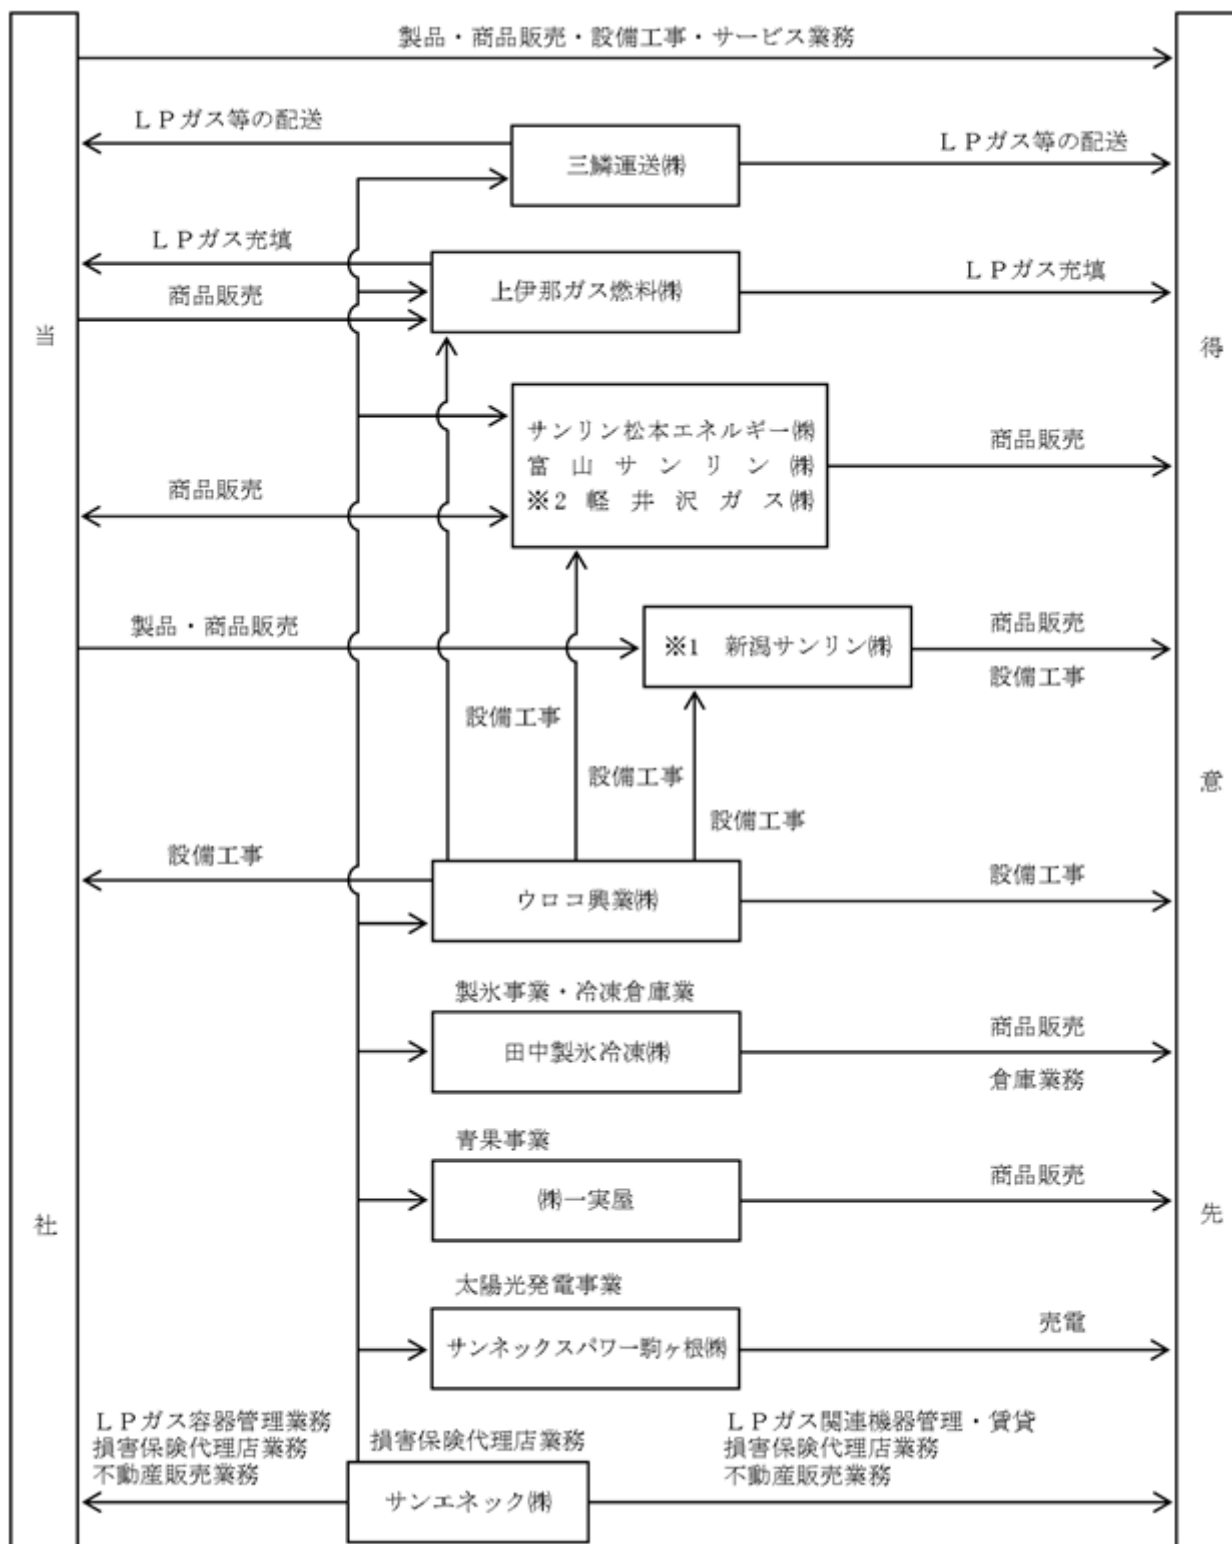 製品・商品販売・設備工事・サービス業務
ＬＰガス等の配送
三鱗運送㈱
ＬＰガス等の配送
ＬＰガス充填
上伊那ガス燃料㈱
ＬＰガス充填
商品販売
当社
得意先
サンリン松本エネルギー㈱
富山サンリン㈱
※2 軽井沢ガス㈱
商品販売
商品販売
製品・商品販売
※1　新潟サンリン㈱
商品販売
設備工事
設備工事
設備工事
設備工事
設備工事
ウロコ興業㈱
設備工事
製氷事業・冷凍倉庫業
田中製氷冷凍㈱
商品販売
倉庫業務
青果事業
㈱一実屋
商品販売
太陽光発電事業
サンネックスパワー駒ヶ根㈱
売電
ＬＰガス容器管理業務
損害保険代理店業務
不動産販売業務
損害保険代理店業務
サンエネック㈱
ＬＰガス関連機器管理・賃貸
損害保険代理店業務
不動産販売業務